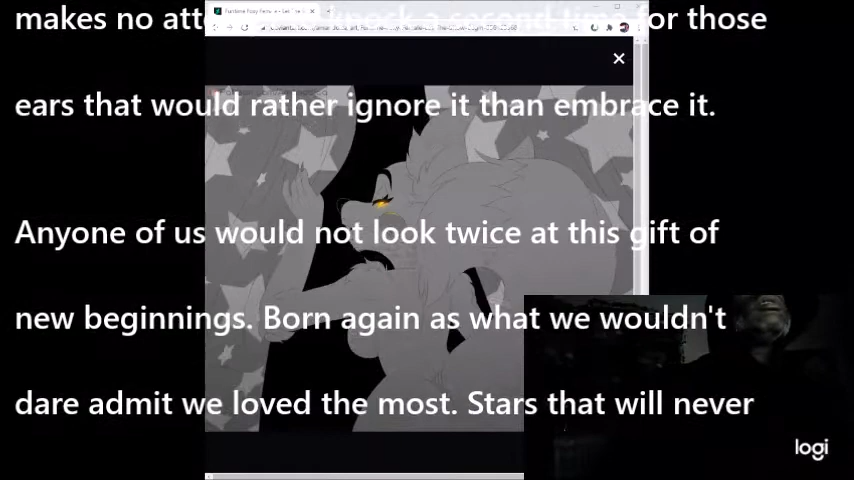 makes no
for those
ears that would rather ignore it than embrace it.
Anyone of us would not look twice at this gift of
new beginnings. Born again as what we wouldn't
dare admit we loved the most. Stars that will never
logi